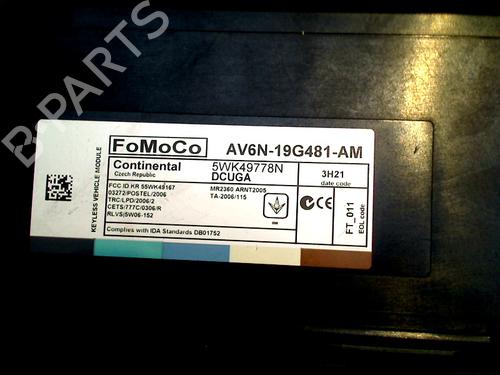 B-PARTS
KEYLESS VEHICLE MODULE
FoMoCo
AV6N-19G481-AM
Continental
Czech Republic
5WK49778N
DCUGA
3H21
date code
FCC ID KR 55WK49167
03272/POSTEL/2006
TRC/LPD/2006/2
CETS/777C/0306/R
RLVS(5W06-152
MR2360 ARNT2005
TA-2006/115
CE
FT_011
EOL code
Complies with IDA Standards DB01752